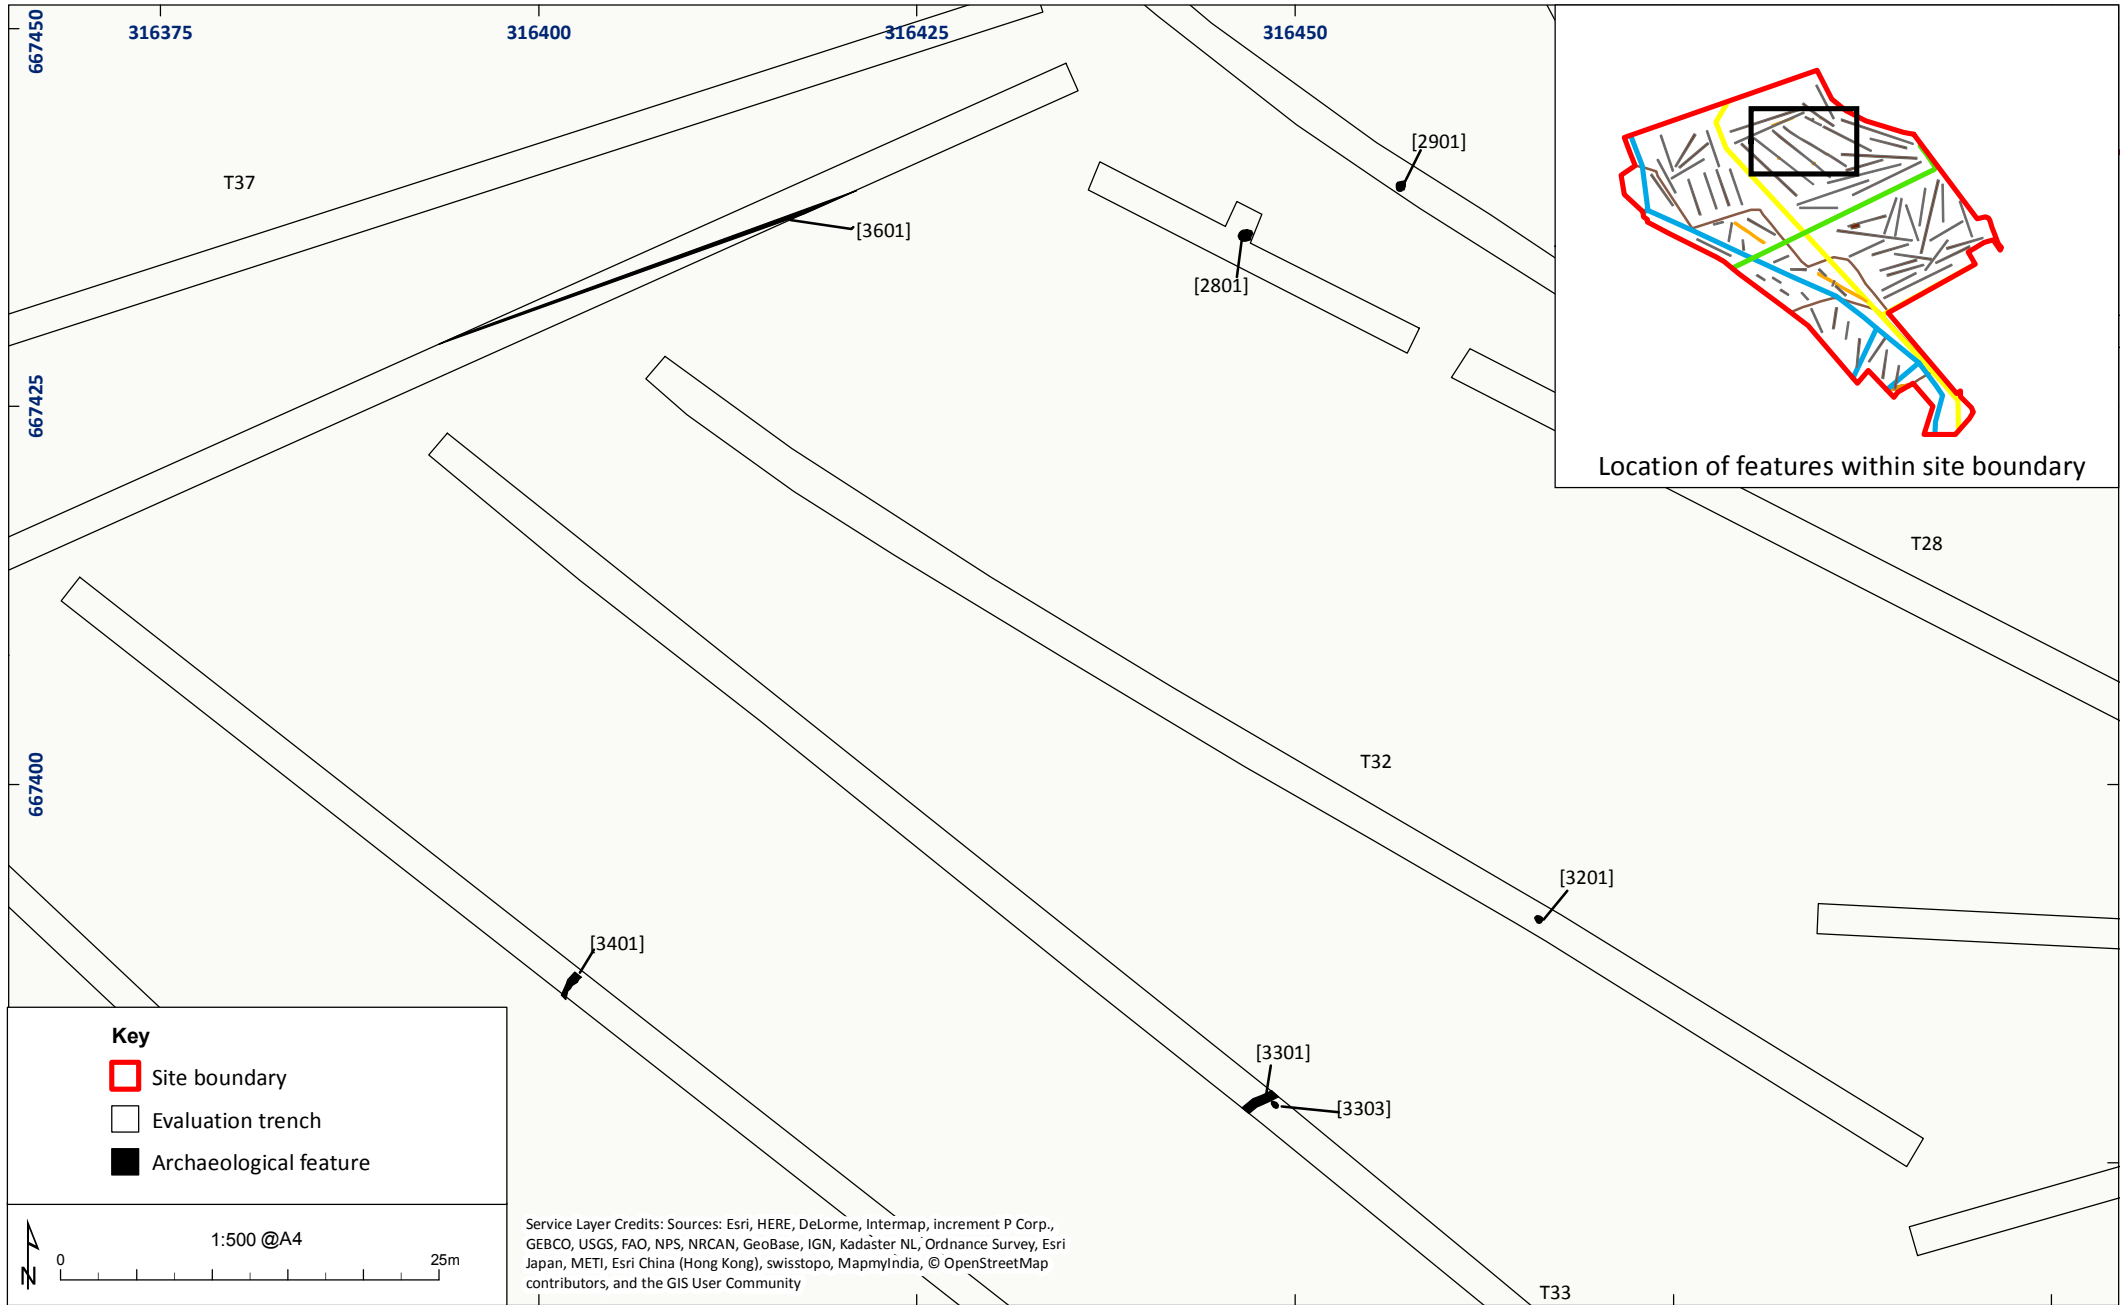 316375
316400
316425
316450
667450
667425
667400
T37
[3601]
[2901]
[2801]
Location of features within site boundary
T28
T32
[3201]
[3401]
[3301]
[3303]
T33
Key
Site boundary
Evaluation trench
Archaeological feature
N
1:500 @A4
0
25m
Service Layer Credits: Sources: Esri, HERE, DeLorme, Intermap, increment P Corp.,
GEBCO, USGS, FAO, NPS, NRCAN, GeoBase, IGN, Kadaster NL, Ordnance Survey, Esri
Japan, METI, Esri China (Hong Kong), swisstopo, MapmyIndia, © OpenStreetMap
contributors, and the GIS User Community